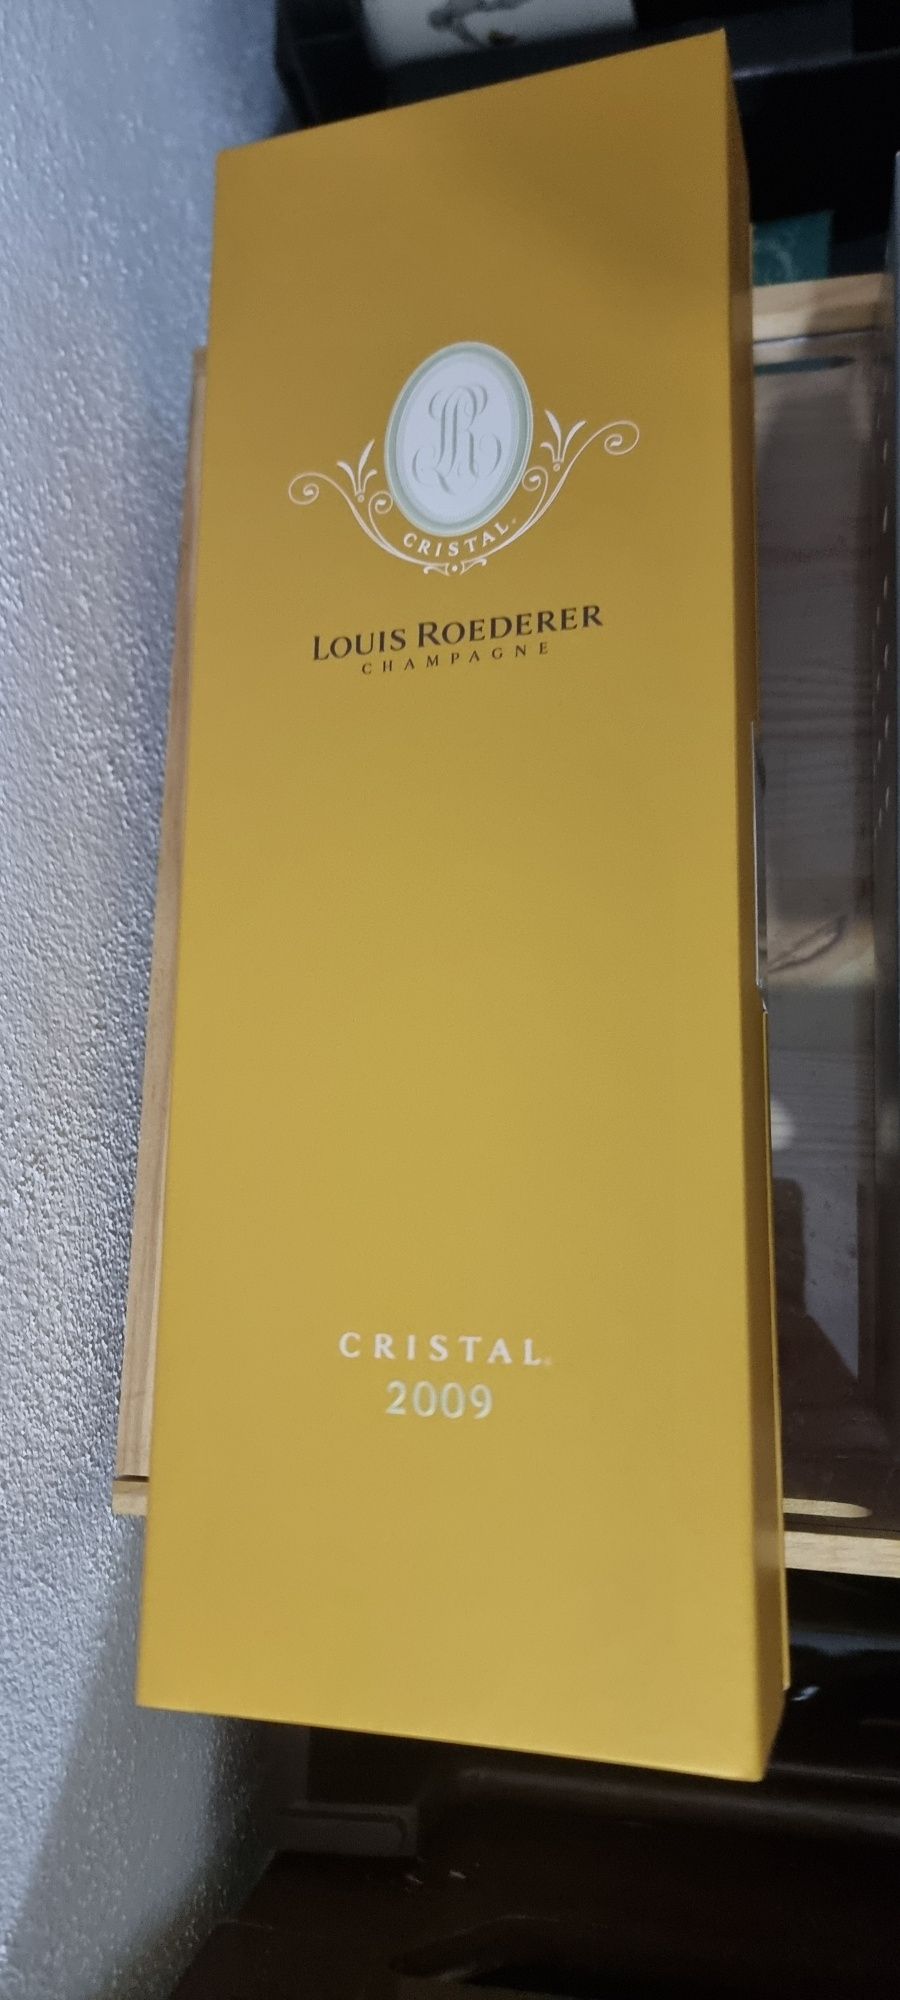 LR
CRISTAL
LOUIS ROEDERER
CHAMPAGNE
CRISTAL
2009